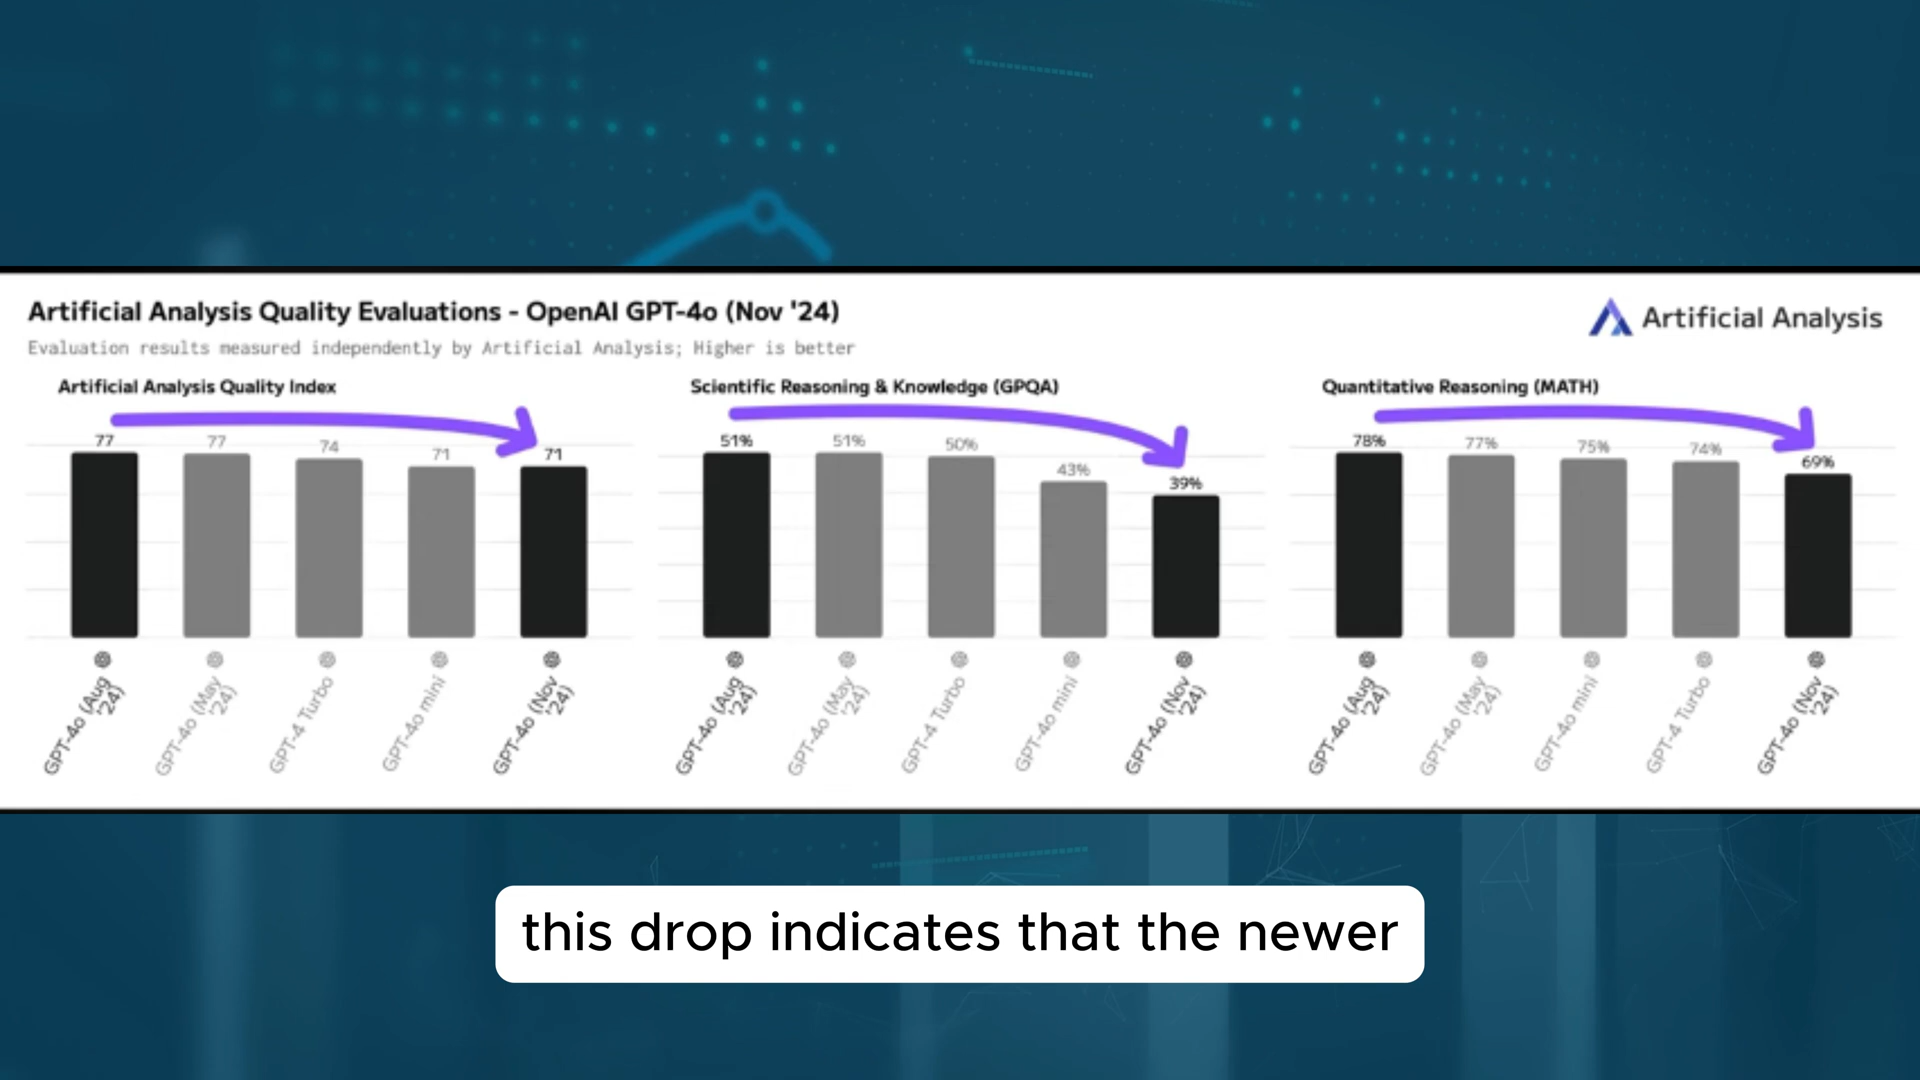 Artificial Analysis Quality Evaluations - OpenAI GPT-4o (Nov '24)
Artificial Analysis
Evaluation results measured independently by Artificial Analysis; Higher is better
Artificial Analysis Quality Index
77
77
74
71
71
GPT-4o (Aug
'24)
GPT-4o (May
'24)
GPT-4 Turbo
GPT-4o mini
GPT-4o (Nov
'24)
Scientific Reasoning & Knowledge (GPQA)
51%
51%
50%
43%
39%
GPT-4o (Aug
'24)
GPT-4o (May
'24)
GPT-4 Turbo
GPT-4o mini
GPT-4o (Nov
'24)
Quantitative Reasoning (MATH)
78%
77%
75%
74%
69%
GPT-4o (Aug
'24)
GPT-4o (May
'24)
GPT-4o mini
GPT-4 Turbo
GPT-4o (Nov
'24)
this drop indicates that the newer